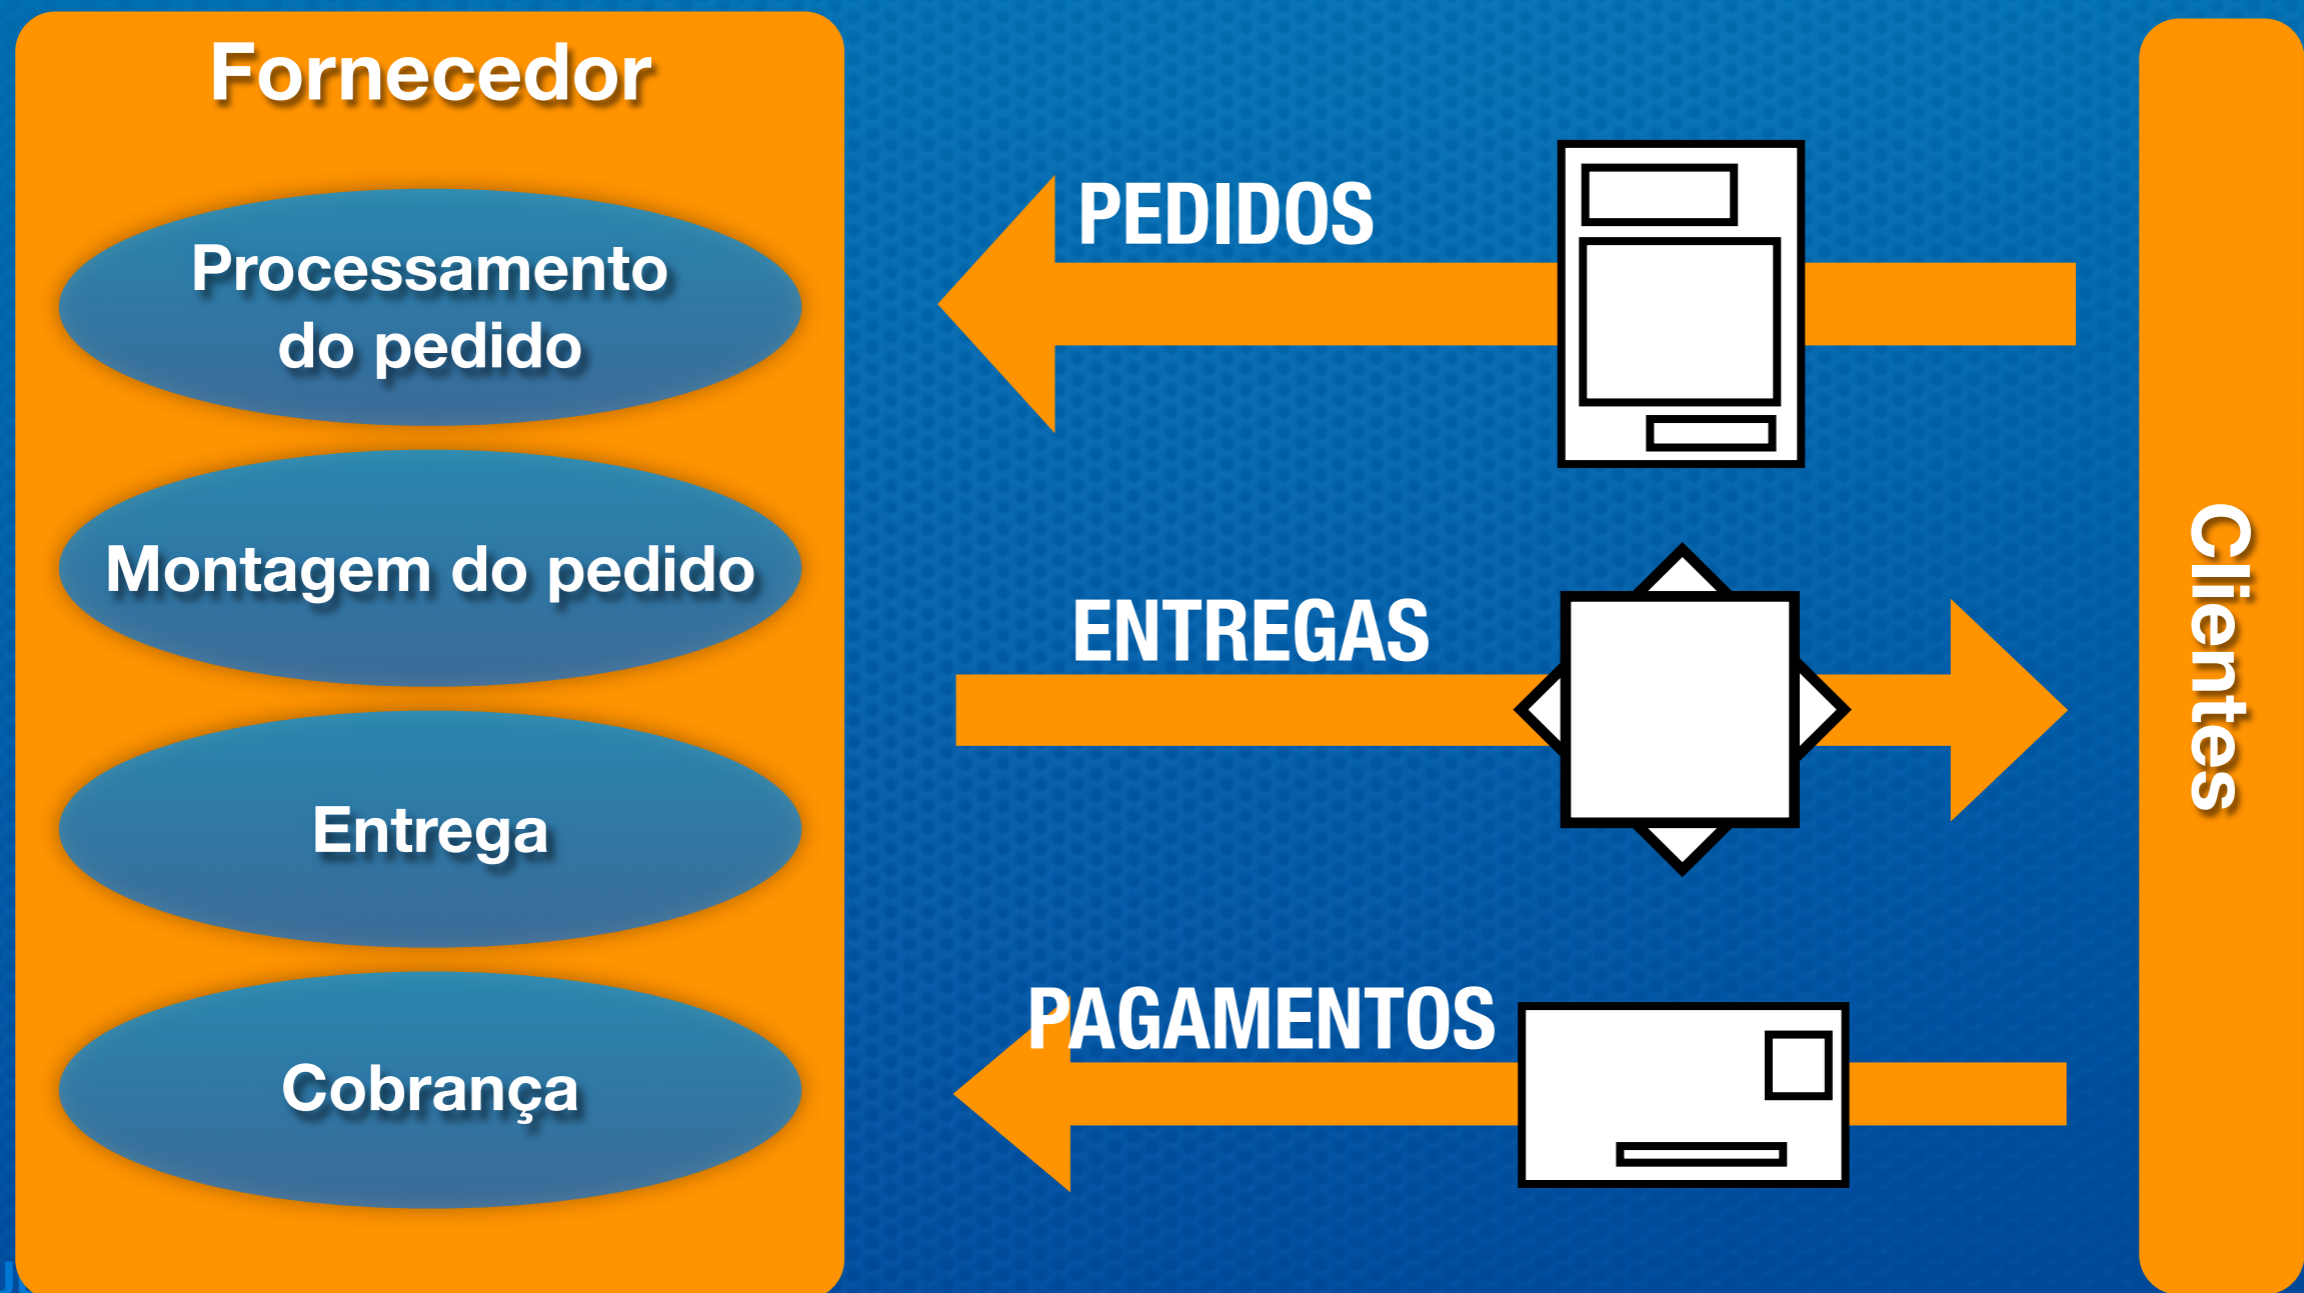 Fornecedor
Processamento
do pedido
Montagem do pedido
Entrega
Cobrança
PEDIDOS
ENTREGAS
PAGAMENTOS
Clientes